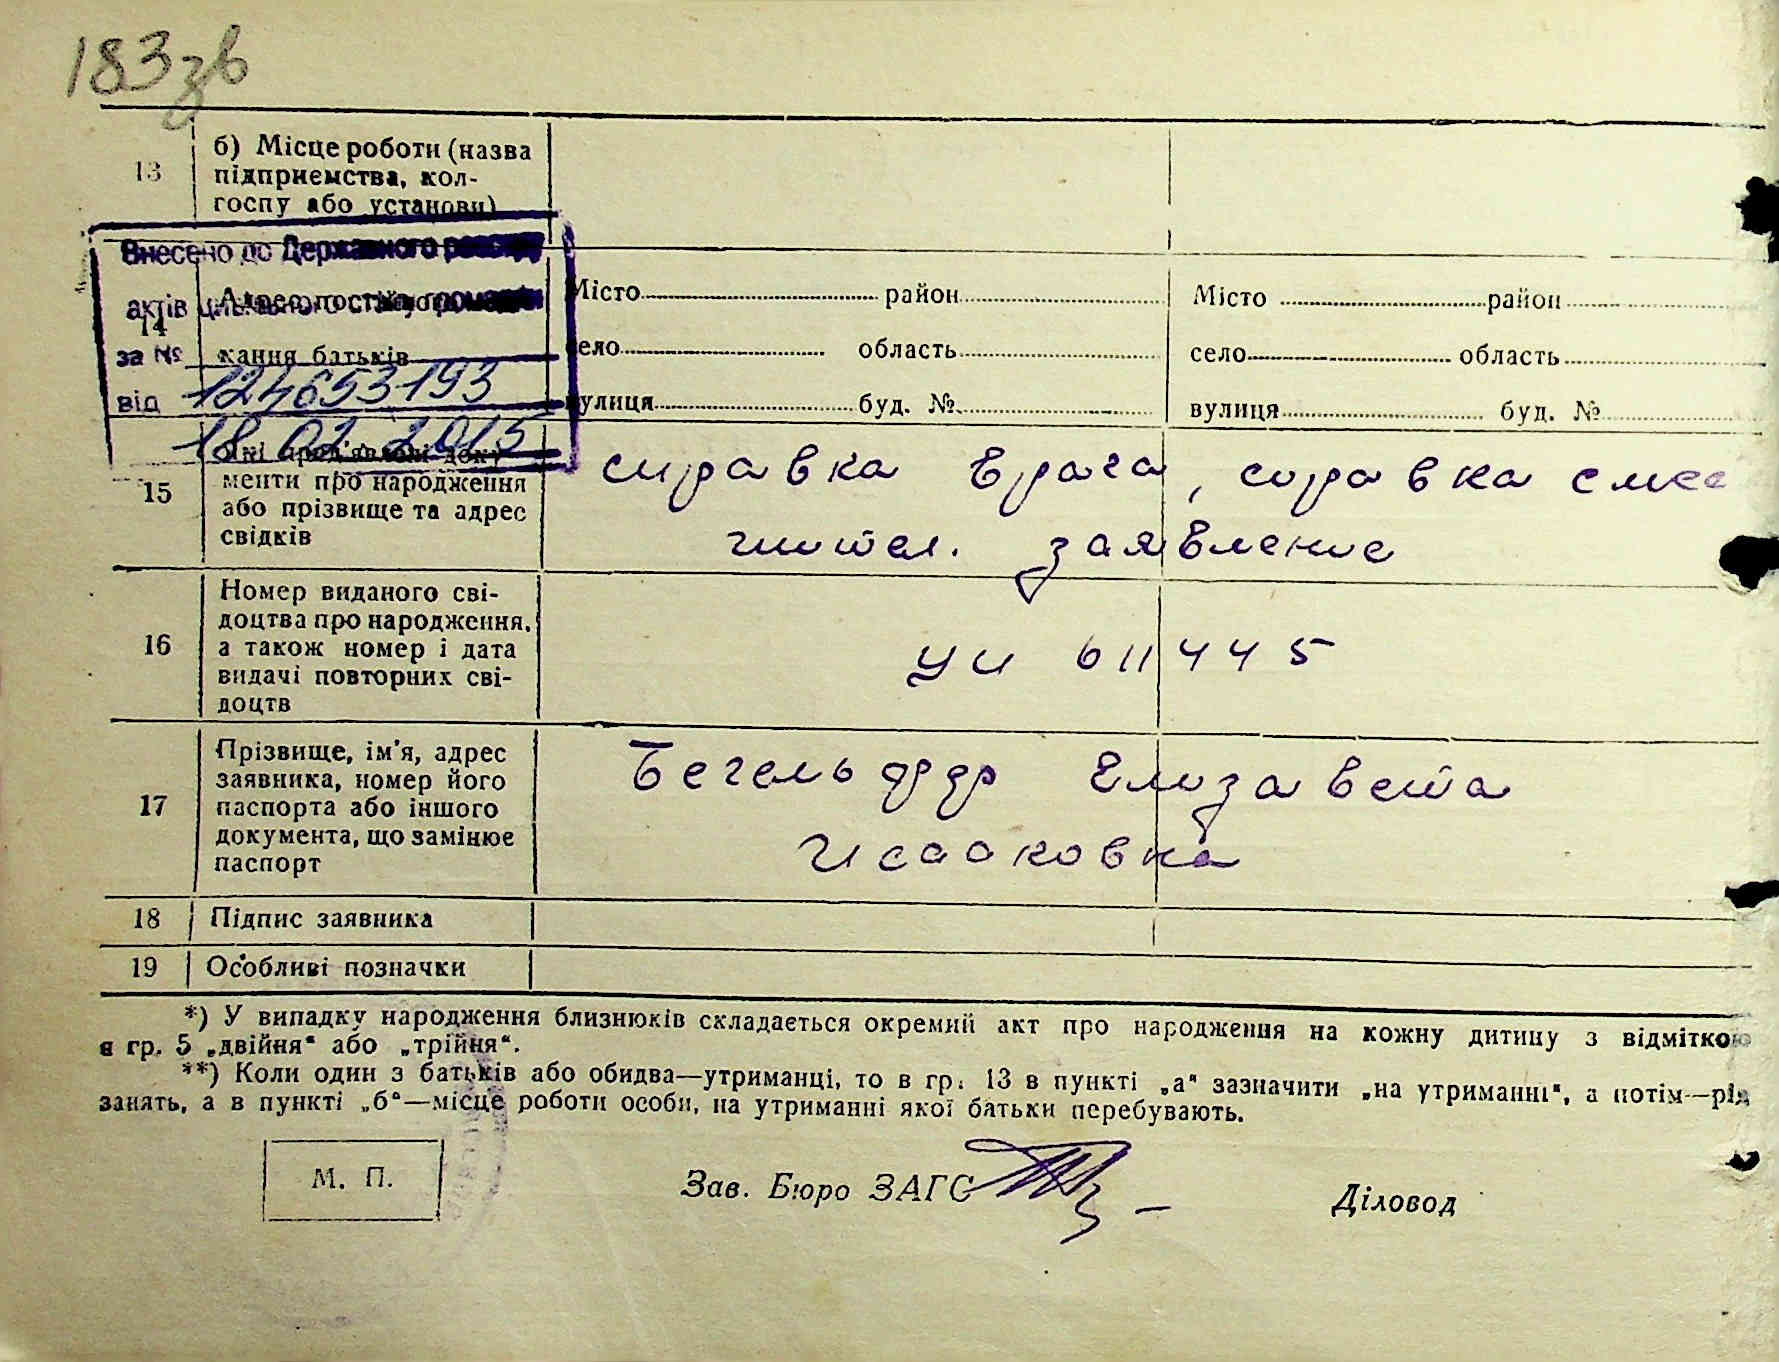 183зв
13
б) Місце роботи (назва
підприємства, кол-
госпу або установи)
Внесено до Державного
актів цивільного стану громадян
за №
124653193
від
18 02 2015
14
Адрес постійного
кання батьків
Місто район
село область
вулиця буд. №
Місто район
село область
вулиця буд. №
15
менти про народження
або прізвище та адрес
свідків
справка врача, справка
заявление
16
Номер виданого сві-
доцтва про народження,
а також номер і дата
видачі повторних сві-
доцтв
611445
17
Прізвище, ім'я, адрес
заявника, номер його
паспорта або іншого
документа, що замінює
паспорт
Елизавета
Исааковна
18 Підпис заявника
19 Особливі позначки
*) У випадку народження близнюків складається окремий акт про народження на кожну дитину з відміткою
в гр. 5 „двійня“ або „трійня“.
**) Коли один з батьків або обидва—утриманці, то в гр. 13 в пункті „а“ зазначити „на утриманні“, а потім—рід
занять, а в пункті „б“—місце роботи особи, на утриманні якої батьки перебувають.
М. П.
Зав. Бюро ЗАГС
Діловод